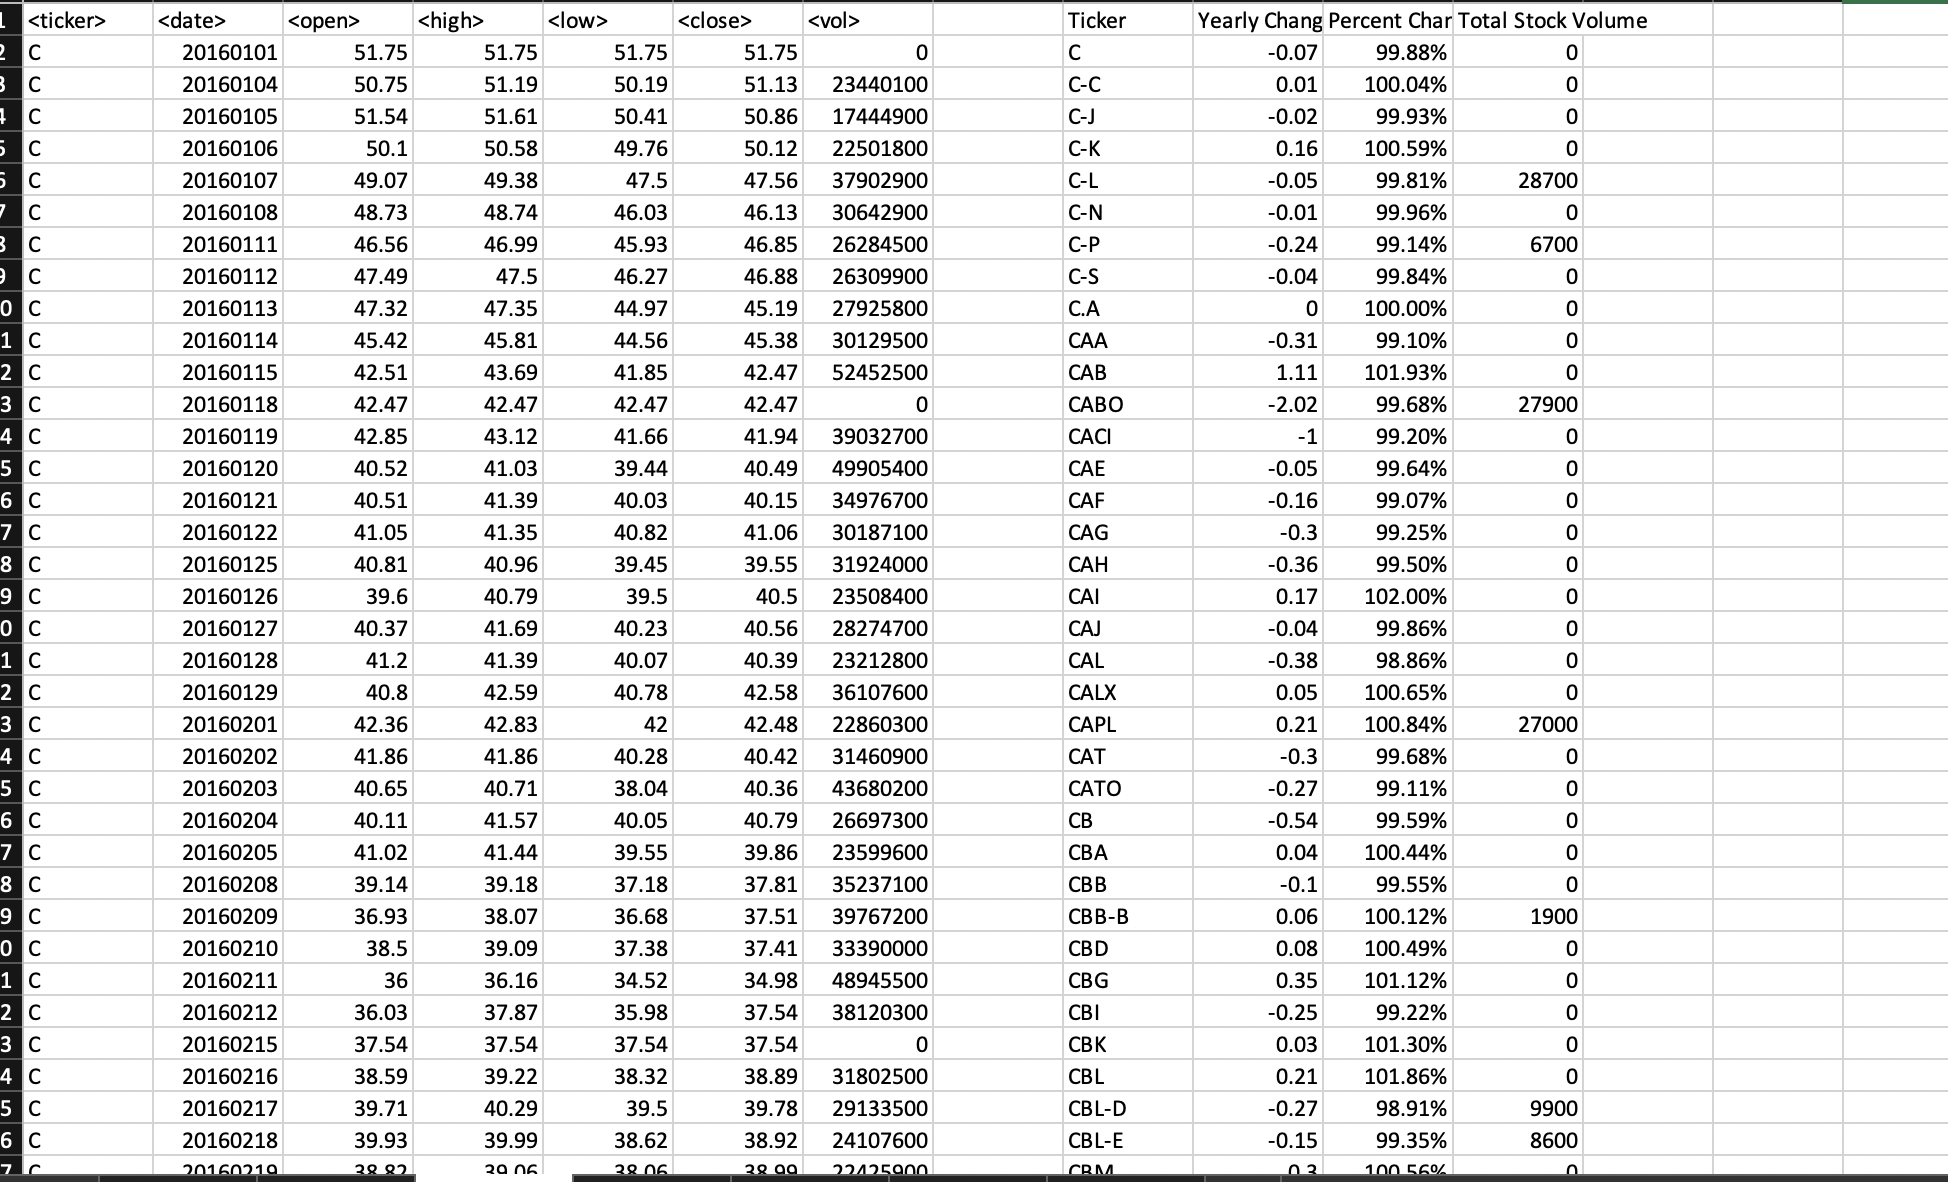 1 <ticker> <date> <open> <high> <low> <close> <vol> Ticker Yearly Chang Percent Char Total Stock Volume
2 C 20160101 51.75 51.75 51.75 51.75 0 C -0.07 99.88% 0
3 C 20160104 50.75 51.19 50.19 51.13 23440100 C-C 0.01 100.04% 0
4 C 20160105 51.54 51.61 50.41 50.86 17444900 C-J -0.02 99.93% 0
5 C 20160106 50.1 50.58 49.76 50.12 22501800 C-K 0.16 100.59% 0
6 C 20160107 49.07 49.38 47.5 47.56 37902900 C-L -0.05 99.81% 28700
7 C 20160108 48.73 48.74 46.03 46.13 30642900 C-N -0.01 99.96% 0
8 C 20160111 46.56 46.99 45.93 46.85 26284500 C-P -0.24 99.14% 6700
9 C 20160112 47.49 47.5 46.27 46.88 26309900 C-S -0.04 99.84% 0
0 C 20160113 47.32 47.35 44.97 45.19 27925800 C.A 0 100.00% 0
1 C 20160114 45.42 45.81 44.56 45.38 30129500 CAA -0.31 99.10% 0
2 C 20160115 42.51 43.69 41.85 42.47 52452500 CAB 1.11 101.93% 0
3 C 20160118 42.47 42.47 42.47 42.47 0 CABO -2.02 99.68% 27900
4 C 20160119 42.85 43.12 41.66 41.94 39032700 CACI -1 99.20% 0
5 C 20160120 40.52 41.03 39.44 40.49 49905400 CAE -0.05 99.64% 0
6 C 20160121 40.51 41.39 40.03 40.15 34976700 CAF -0.16 99.07% 0
7 C 20160122 41.05 41.35 40.82 41.06 30187100 CAG -0.3 99.25% 0
8 C 20160125 40.81 40.96 39.45 39.55 31924000 CAH -0.36 99.50% 0
9 C 20160126 39.6 40.79 39.5 40.5 23508400 CAI 0.17 102.00% 0
0 C 20160127 40.37 41.69 40.23 40.56 28274700 CAJ -0.04 99.86% 0
1 C 20160128 41.2 41.39 40.07 40.39 23212800 CAL -0.38 98.86% 0
2 C 20160129 40.8 42.59 40.78 42.58 36107600 CALX 0.05 100.65% 0
3 C 20160201 42.36 42.83 42 42.48 22860300 CAPL 0.21 100.84% 27000
4 C 20160202 41.86 41.86 40.28 40.42 31460900 CAT -0.3 99.68% 0
5 C 20160203 40.65 40.71 38.04 40.36 43680200 CATO -0.27 99.11% 0
6 C 20160204 40.11 41.57 40.05 40.79 26697300 CB -0.54 99.59% 0
7 C 20160205 41.02 41.44 39.55 39.86 23599600 CBA 0.04 100.44% 0
8 C 20160208 39.14 39.18 37.18 37.81 35237100 CBB -0.1 99.55% 0
9 C 20160209 36.93 38.07 36.68 37.51 39767200 CBB-B 0.06 100.12% 1900
0 C 20160210 38.5 39.09 37.38 37.41 33390000 CBD 0.08 100.49% 0
1 C 20160211 36 36.16 34.52 34.98 48945500 CBG 0.35 101.12% 0
2 C 20160212 36.03 37.87 35.98 37.54 38120300 CBI -0.25 99.22% 0
3 C 20160215 37.54 37.54 37.54 37.54 0 CBK 0.03 101.30% 0
4 C 20160216 38.59 39.22 38.32 38.89 31802500 CBL 0.21 101.86% 0
5 C 20160217 39.71 40.29 39.5 39.78 29133500 CBL-D -0.27 98.91% 9900
6 C 20160218 39.93 39.99 38.62 38.92 24107600 CBL-E -0.15 99.35% 8600
7 C 20160219 38.82 39.06 38.06 38.99 22425900 CBM 0.3 100.56% 0